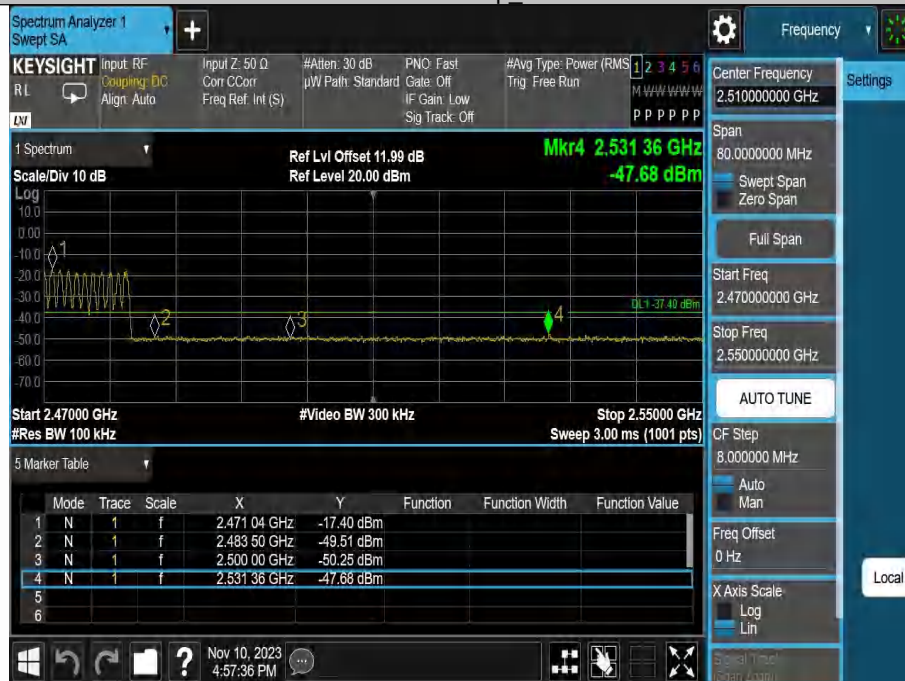 Spectrum Analyzer 1
Swept SA
+
Frequency
KEYSIGHT
RL
LXI
Input: RF
Coupling: DC
Align: Auto
Input Z: 50 Ω
Corr CCorr
Freq Ref: Int (S)
#Atten: 30 dB
µW Path: Standard
PNO: Fast
Gate: Off
IF Gain: Low
Sig Track: Off
#Avg Type: Power (RMS
Trig: Free Run
1 2 3 4 5 6
M W W W W W
P P P P P P
Center Frequency
2.510000000 GHz
Settings
Span
80.0000000 MHz
Swept Span
Zero Span
Full Span
Start Freq
2.470000000 GHz
Stop Freq
2.550000000 GHz
AUTO TUNE
CF Step
8.000000 MHz
Auto
Man
Freq Offset
0 Hz
X Axis Scale
Log
Lin
Signal Track
(Span Zoom)
Local
1 Spectrum
Scale/Div 10 dB
Ref Lvl Offset 11.99 dB
Ref Level 20.00 dBm
Mkr4 2.531 36 GHz
-47.68 dBm
Log
10.0
0.00
-10.0
-20.0
-30.0
-40.0
-50.0
-60.0
-70.0
1
2
3
4
DL1 -37.40 dBm
Start 2.47000 GHz
#Res BW 100 kHz
#Video BW 300 kHz
Stop 2.55000 GHz
Sweep 3.00 ms (1001 pts)
5 Marker Table
Mode Trace Scale X Y Function Function Width Function Value
1 N 1 f 2.471 04 GHz -17.40 dBm
2 N 1 f 2.483 50 GHz -49.51 dBm
3 N 1 f 2.500 00 GHz -50.25 dBm
4 N 1 f 2.531 36 GHz -47.68 dBm
5
6
?
Nov 10, 2023
4:57:36 PM